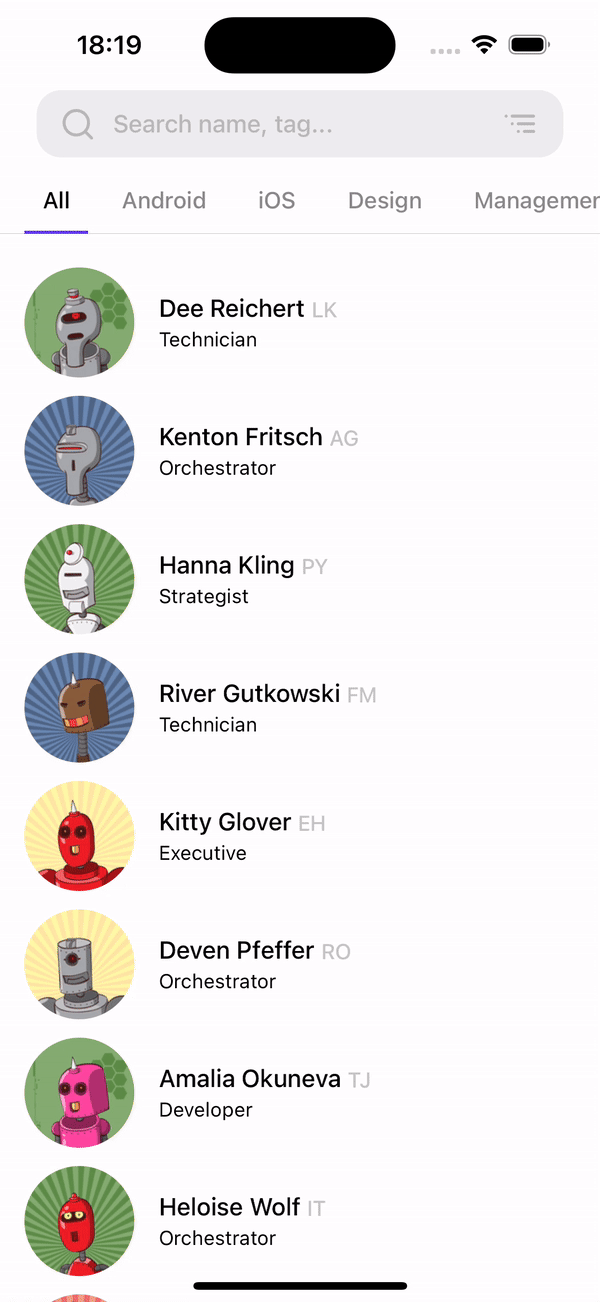 18:19
Search name, tag...
All Android iOS Design Managemen
Dee Reichert LK
Technician
Kenton Fritsch AG
Orchestrator
Hanna Kling PY
Strategist
River Gutkowski FM
Technician
Kitty Glover EH
Executive
Deven Pfeffer RO
Orchestrator
Amalia Okuneva TJ
Developer
Heloise Wolf IT
Orchestrator